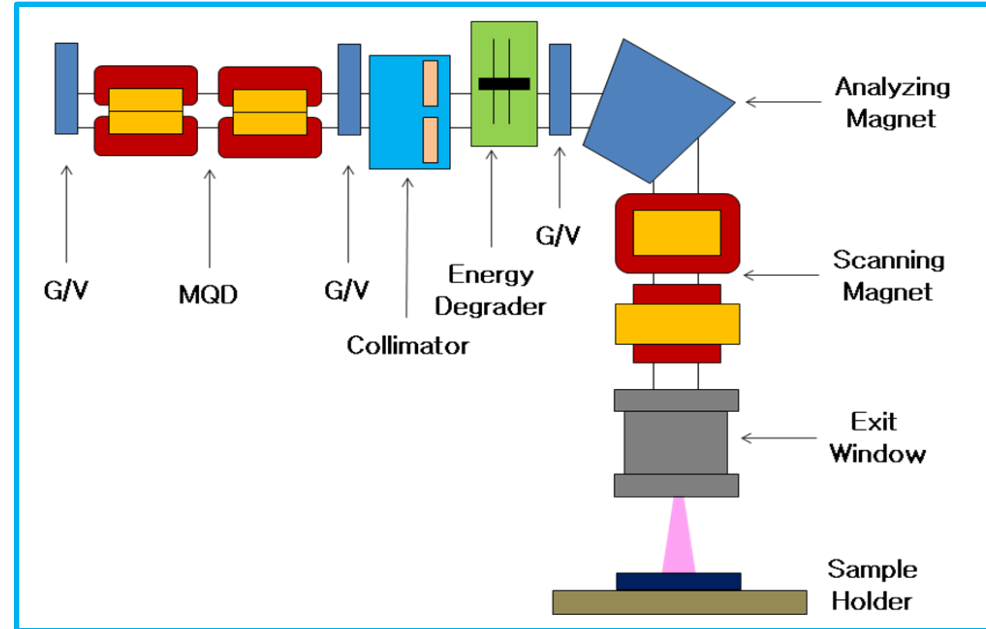 Analyzing
Magnet
G/V
Scanning
Magnet
Energy
Degrader
G/V
MQD
G/V
Collimator
Exit
Window
Sample
Holder